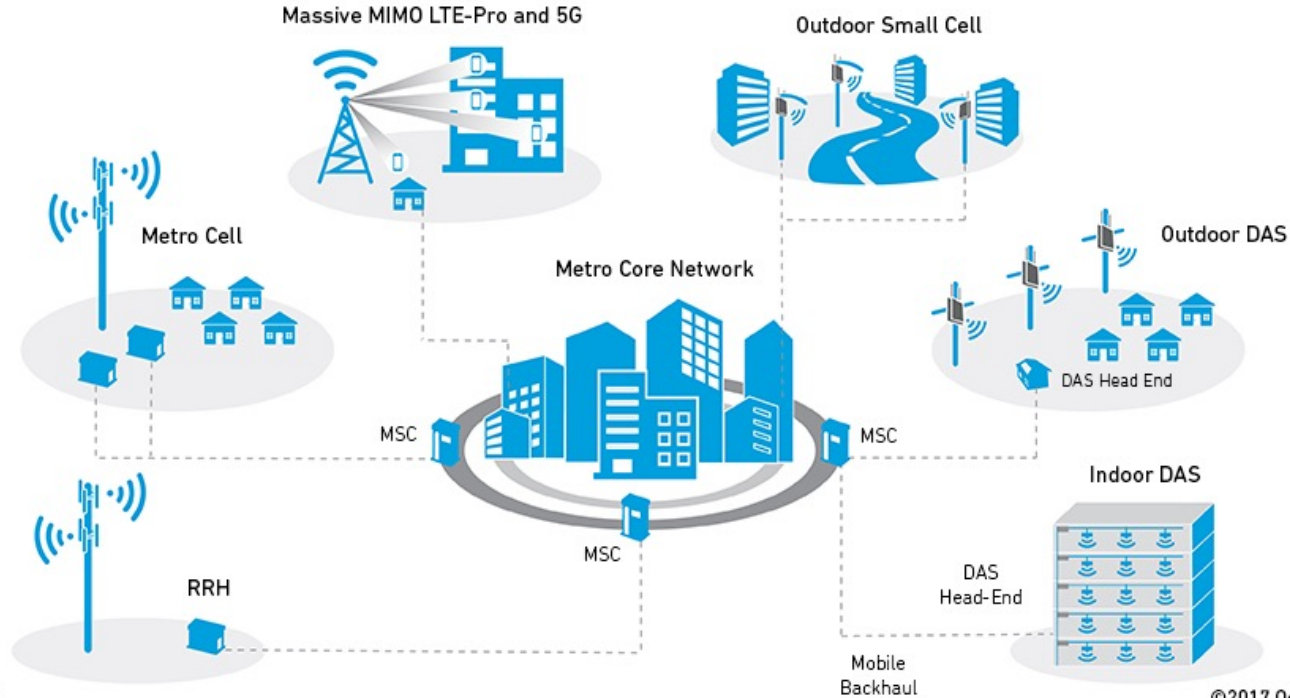 Massive MIMO LTE-Pro and 5G
Outdoor Small Cell
Metro Cell
Outdoor DAS
Metro Core Network
DAS Head End
MSC
MSC
Indoor DAS
MSC
DAS
Head-End
RRH
Mobile
Backhaul
©2017